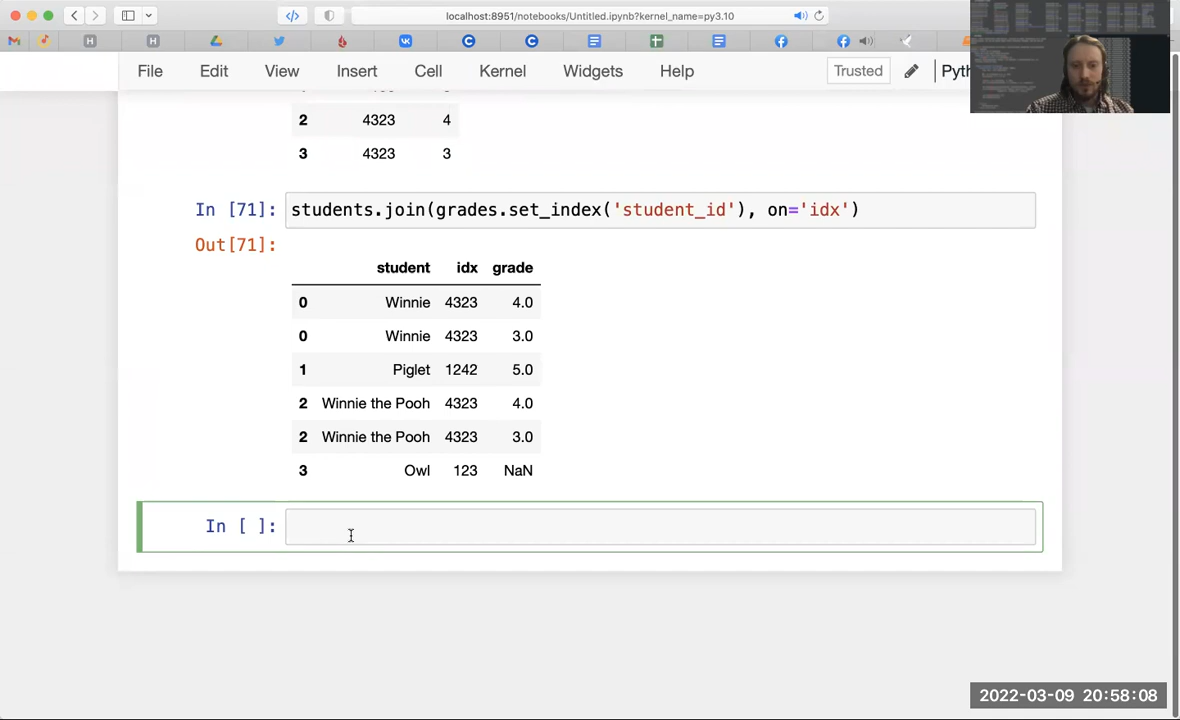 localhost:8951/notebooks/Untitled.ipynb?kernel_name=py3.10
File Edit View Insert Cell Kernel Widgets Help Trusted Pyth
2 4323 4
3 4323 3
In [71]: students.join(grades.set_index('student_id'), on='idx')
Out[71]:
student idx grade
0 Winnie 4323 4.0
0 Winnie 4323 3.0
1 Piglet 1242 5.0
2 Winnie the Pooh 4323 4.0
2 Winnie the Pooh 4323 3.0
3 Owl 123 NaN
In [ ]:
2022-03-09 20:58:08